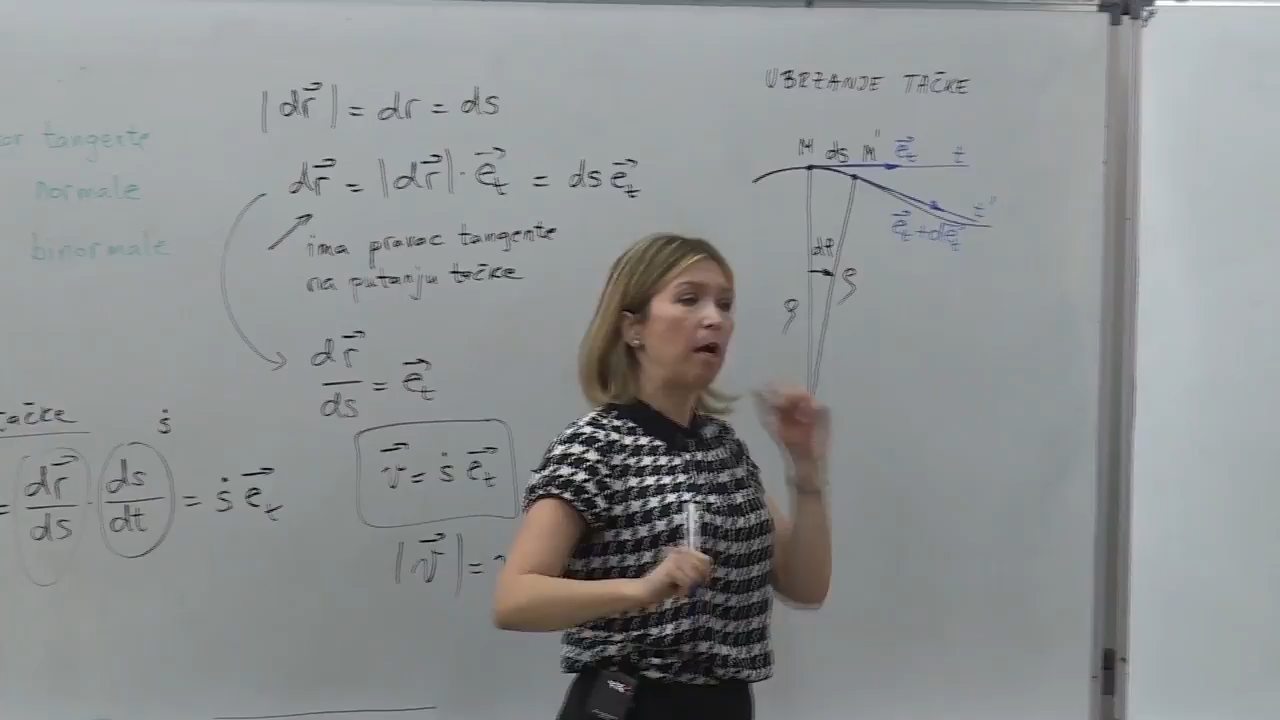 tangente
normale
binormale
|dr⃗| = dr = ds
dr⃗ = |dr⃗| · e⃗ₜ = ds e⃗ₜ
ima pravac tangente
na putanju tačke
dr⃗/ds = e⃗ₜ
tačke
ṡ
= dr⃗/ds · ds/dt = ṡ e⃗ₜ
v⃗ = ṡ e⃗ₜ
|v⃗| =
UBRZANJE TAČKE
M ds M' e⃗ₜ t
t'
e⃗ₜ + de⃗ₜ
dφ
ρ ρ